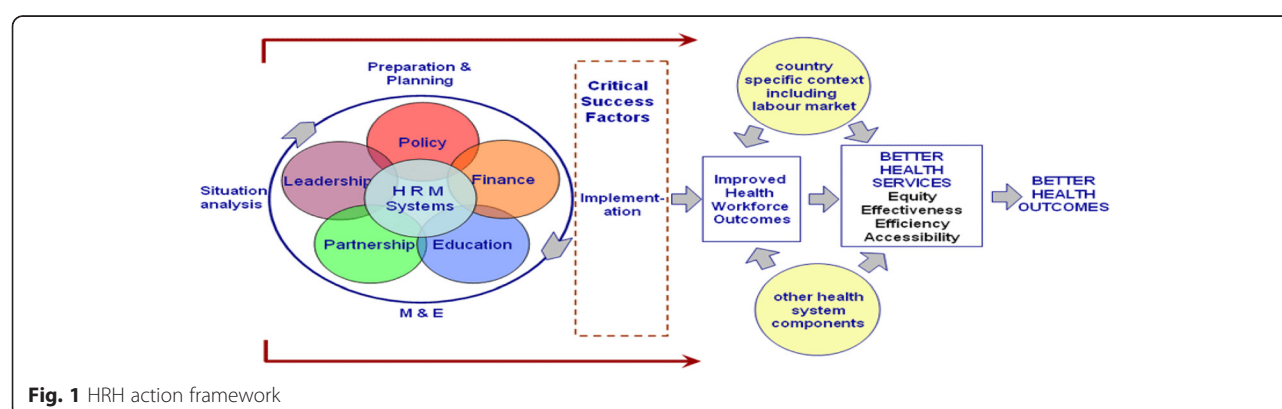 Preparation &
Planning
Critical
Success
Factors
country
specific context
including
labour market
Policy
Leadership
Finance
H R M
Systems
Situation
analysis
Implement-
ation
Improved
Health
Workforce
Outcomes
BETTER
HEALTH
SERVICES
Equity
Effectiveness
Efficiency
Accessibility
BETTER
HEALTH
OUTCOMES
Partnership
Education
M & E
other health
system
components
Fig. 1 HRH action framework